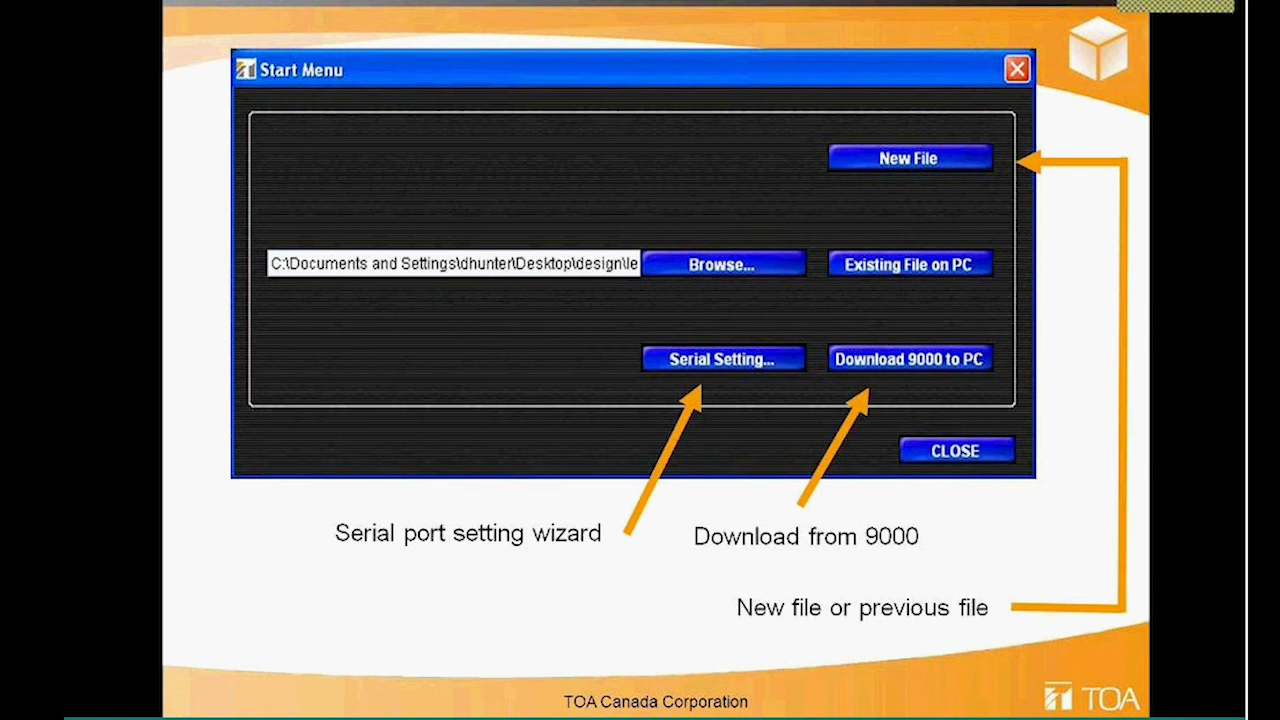 Start Menu
New File
C:\Documents and Settings\dhunter\Desktop\design\le
Browse...
Existing File on PC
Serial Setting...
Download 9000 to PC
CLOSE
Serial port setting wizard
Download from 9000
New file or previous file
TOA Canada Corporation
TOA